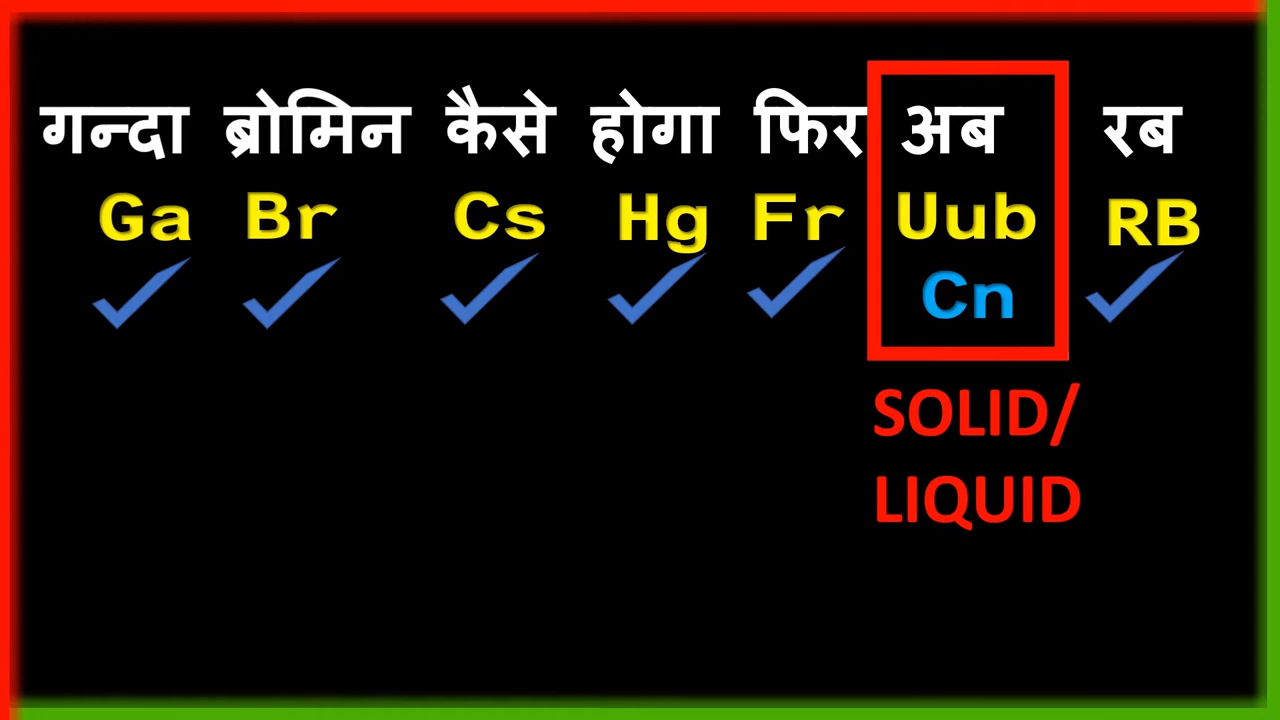 गन्दा ब्रोमिन कैसे होगा फिर अब रब
Ga Br Cs Hg Fr Uub RB
Cn
SOLID/
LIQUID